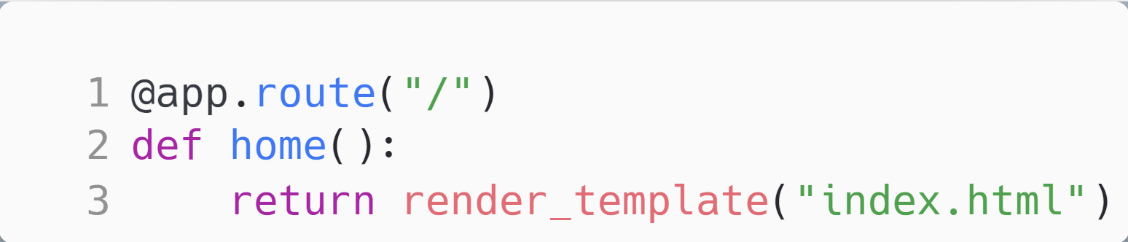 1 @app.route("/")
2 def home():
3     return render_template("index.html")